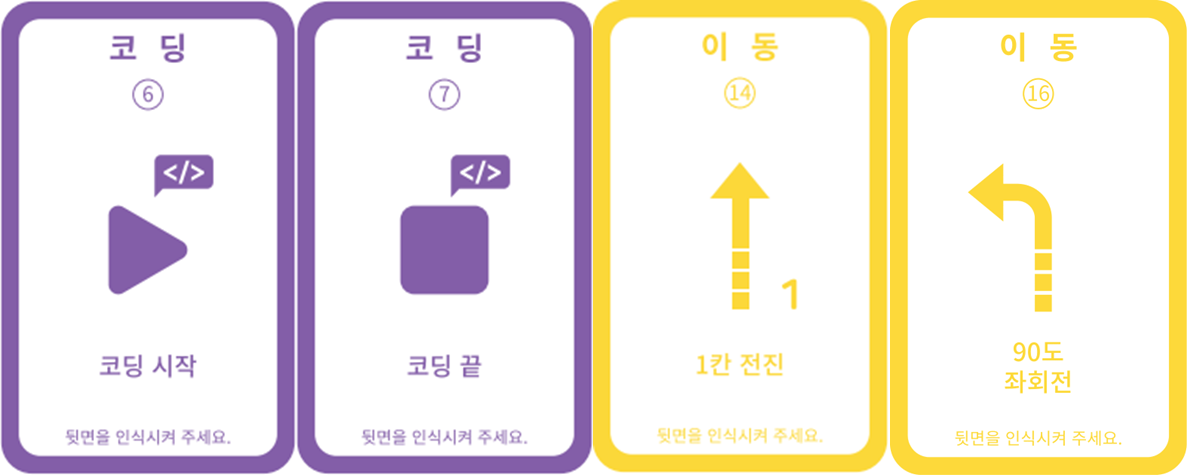 코 딩
⑥
</>
코딩 시작
뒷면을 인식시켜 주세요.
코 딩
⑦
</>
코딩 끝
뒷면을 인식시켜 주세요.
이 동
⑭
1
1칸 전진
뒷면을 인식시켜 주세요.
이 동
⑯
90도
좌회전
뒷면을 인식시켜 주세요.